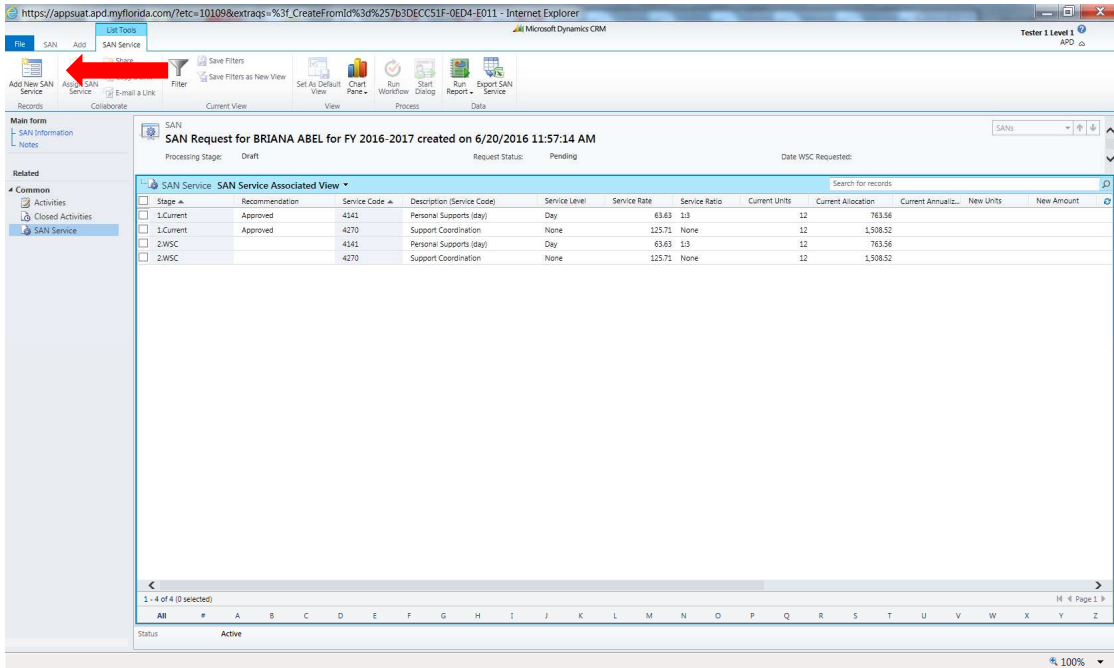 https://appsuat.apd.myflorida.com/?etc=10109&extraqs=%3f_CreateFromId%3d%257b3DECC51F-0ED4-E011 - Internet Explorer
List Tools
Microsoft Dynamics CRM
Tester 1 Level 1
APD
File SAN Add SAN Service
Add New SAN Service
Assign SAN Service
Share
E-mail a Link
Filter
Save Filters
Save Filters as New View
Set As Default View
Chart Pane
Run Workflow
Start Dialog
Run Report
Export SAN Service
Records Collaborate Current View View Process Data
Main form
SAN Information
Notes
Related
Common
Activities
Closed Activities
SAN Service
SAN
SAN Request for BRIANA ABEL for FY 2016-2017 created on 6/20/2016 11:57:14 AM
SANs
Processing Stage: Draft Request Status: Pending Date WSC Requested:
SAN Service SAN Service Associated View
Search for records
Stage Recommendation Service Code Description (Service Code) Service Level Service Rate Service Ratio Current Units Current Allocation Current Annualiz... New Units New Amount
1.Current Approved 4141 Personal Supports (day) Day 63.63 1:3 12 763.56
1.Current Approved 4270 Support Coordination None 125.71 None 12 1,508.52
2.WSC 4141 Personal Supports (day) Day 63.63 1:3 12 763.56
2.WSC 4270 Support Coordination None 125.71 None 12 1,508.52
1 - 4 of 4 (0 selected)
Page 1
All # A B C D E F G H I J K L M N O P Q R S T U V W X Y Z
Status Active
100%